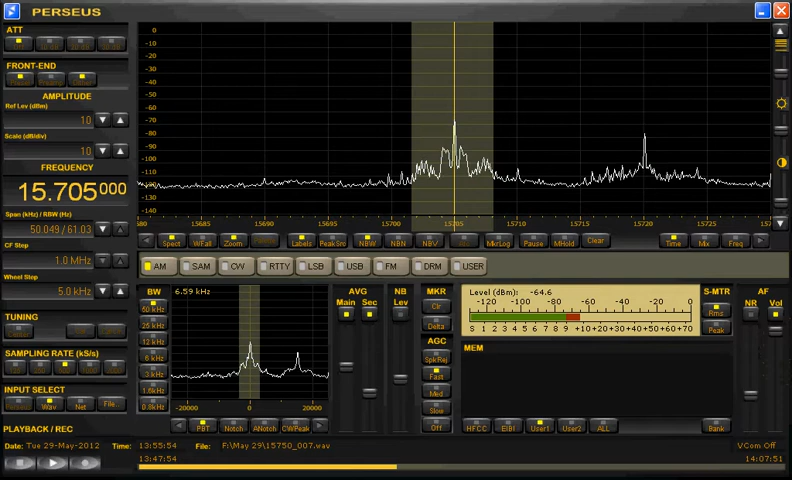 PERSEUS
ATT
FRONT-END
AMPLITUDE
Ref Lev (dBm)
10
Scale (dB/div)
10
FREQUENCY
15.705000
Span (kHz) / RBW (Hz)
50.049 / 61.03
CF Step
1.0 MHz
Wheel Step
5.0 kHz
TUNING
Center
SAMPLING RATE (kS/s)
INPUT SELECT
Wav Net File..
PLAYBACK / REC
0
-10
-20
-30
-40
-50
-60
-70
-80
-90
-100
-110
-120
-130
-140
680 15685 15690 15695 15700 15705 15710 15715 15720 15725 157
Spect WFall Zoom Labels PeakSrc NBW NBN NBV MkrLog Pause MHold Clear Time Mix Freq
AM SAM CW RTTY LSB USB FM DRM USER
BW
50 kHz
25 kHz
12 kHz
6 kHz
3 kHz
1.6kHz
0.8kHz
6.59 kHz
-20000 0 20000
PBT Notch ANotch CWPeak
AVG
Main Sec
NB
Lev
MKR
Clr
Delta
AGC
SpkRej
Fast
Med
Slow
Off
Level (dBm): -64.6
-120 -100 -80 -60 -40 -20 0
S 1 2 3 4 5 6 7 8 9 +10 +20 +30 +40 +50 +60 +70
S-MTR
Rms
Peak
AF
NR Vol
MEM
HFCC EIBI User1 User2 ALL Bank
Date: Tue 29-May-2012 Time: 13:55:54 File: F:\May 29\15750_007.wav VCom Off
13:47:54 14:07:51